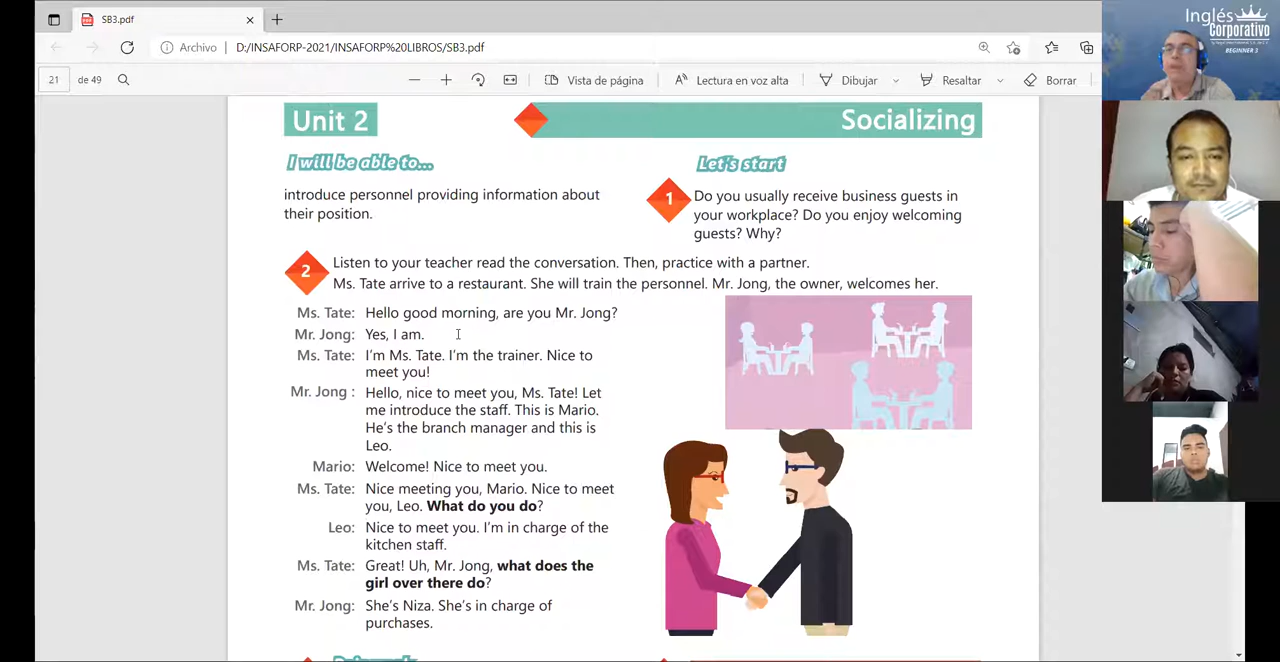 SB3.pdf
Archivo
D:/INSAFORP-2021/INSAFORP%20LIBROS/SB3.pdf
21
de 49
Vista de página
Lectura en voz alta
Dibujar
Resaltar
Borrar
Inglés
Corporativo
BEGINNER 3
Unit 2
Socializing
I will be able to...
introduce personnel providing information about
their position.
Let's start
1
Do you usually receive business guests in
your workplace? Do you enjoy welcoming
guests? Why?
2
Listen to your teacher read the conversation. Then, practice with a partner.
Ms. Tate arrive to a restaurant. She will train the personnel. Mr. Jong, the owner, welcomes her.
Ms. Tate: Hello good morning, are you Mr. Jong?
Mr. Jong: Yes, I am.
Ms. Tate: I'm Ms. Tate. I'm the trainer. Nice to
meet you!
Mr. Jong : Hello, nice to meet you, Ms. Tate! Let
me introduce the staff. This is Mario.
He's the branch manager and this is
Leo.
Mario: Welcome! Nice to meet you.
Ms. Tate: Nice meeting you, Mario. Nice to meet
you, Leo. What do you do?
Leo: Nice to meet you. I'm in charge of the
kitchen staff.
Ms. Tate: Great! Uh, Mr. Jong, what does the
girl over there do?
Mr. Jong: She's Niza. She's in charge of
purchases.